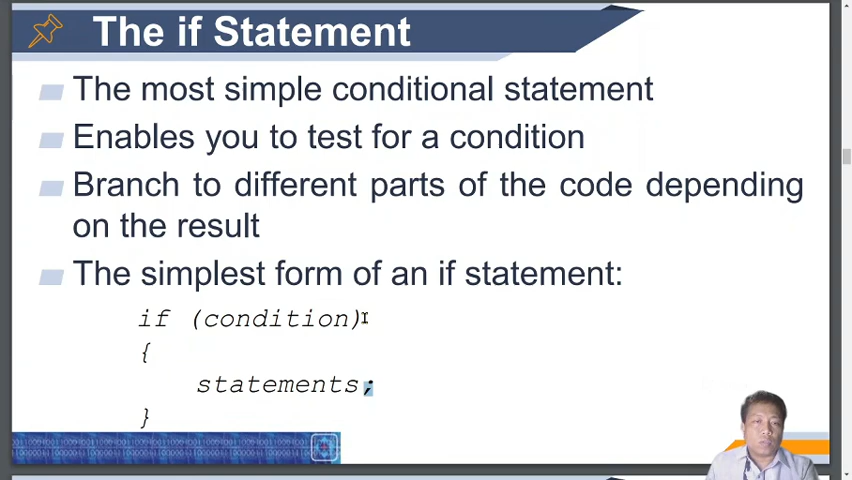 The if Statement
The most simple conditional statement
Enables you to test for a condition
Branch to different parts of the code depending
on the result
The simplest form of an if statement:
if (condition)
{
statements;
}